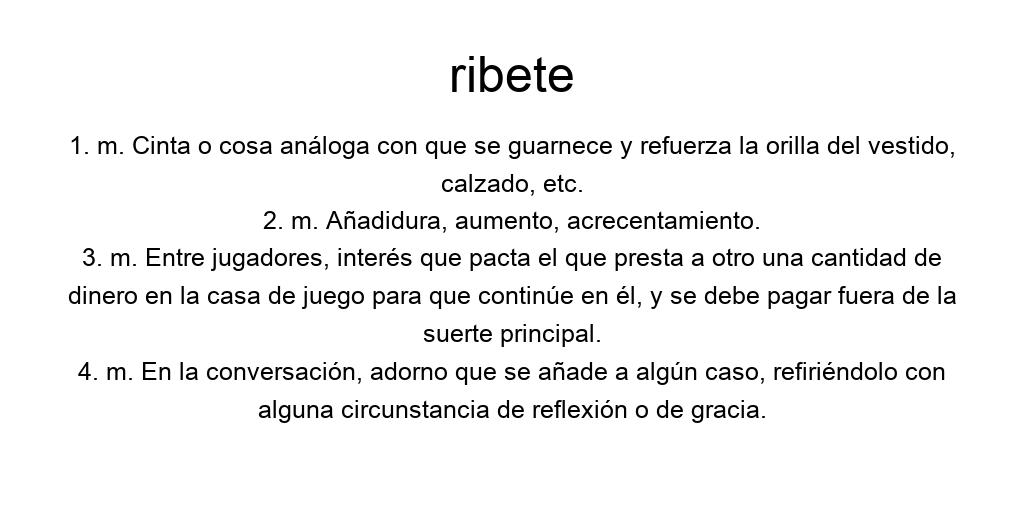 ribete
1. m. Cinta o cosa análoga con que se guarnece y refuerza la orilla del vestido,
calzado, etc.
2. m. Añadidura, aumento, acrecentamiento.
3. m. Entre jugadores, interés que pacta el que presta a otro una cantidad de
dinero en la casa de juego para que continúe en él, y se debe pagar fuera de la
suerte principal.
4. m. En la conversación, adorno que se añade a algún caso, refiriéndolo con
alguna circunstancia de reflexión o de gracia.